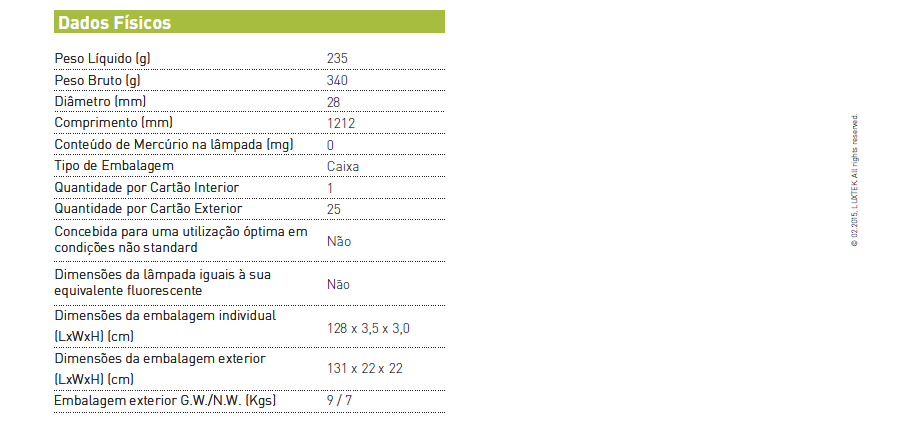 Dados Físicos
Peso Líquido (g) 235
Peso Bruto (g) 340
Diâmetro (mm) 28
Comprimento (mm) 1212
Conteúdo de Mercúrio na lâmpada (mg) 0
Tipo de Embalagem Caixa
Quantidade por Cartão Interior 1
Quantidade por Cartão Exterior 25
Concebida para uma utilização óptima em
condições não standard Não
Dimensões da lâmpada iguais à sua
equivalente fluorescente Não
Dimensões da embalagem individual
(LxWxH) (cm) 128 x 3,5 x 3,0
Dimensões da embalagem exterior
(LxWxH) (cm) 131 x 22 x 22
Embalagem exterior G.W./N.W. (Kgs) 9 / 7
© 02.2015, LUXTEK, All rights reserved.